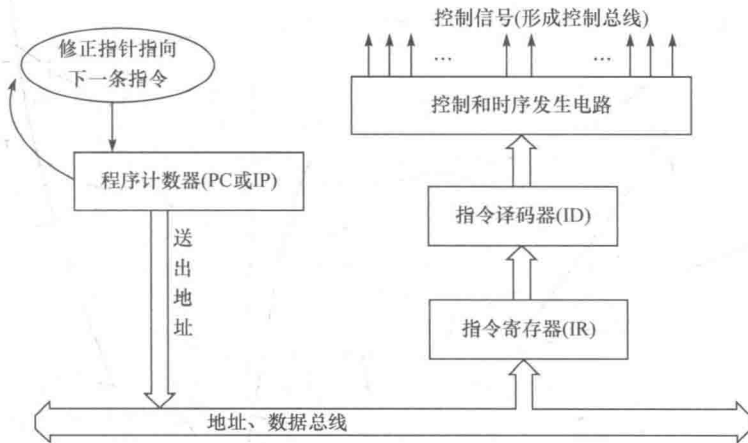 控制信号(形成控制总线)
修正指针指向
下一条指令
… …
控制和时序发生电路
程序计数器(PC或IP)
指令译码器(ID)
送
出
地
址
指令寄存器(IR)
地址、数据总线